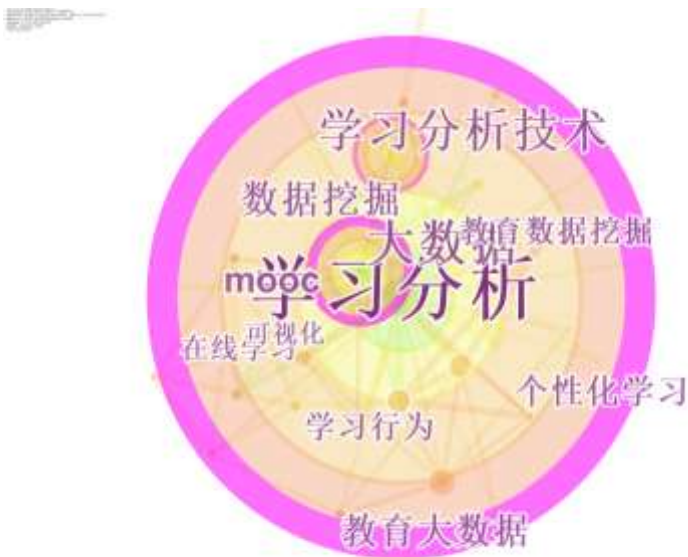 学习分析技术
数据挖掘
大数据
教育数据挖掘
mooc
学习分析
可视化
在线学习
个性化学习
学习行为
教育大数据